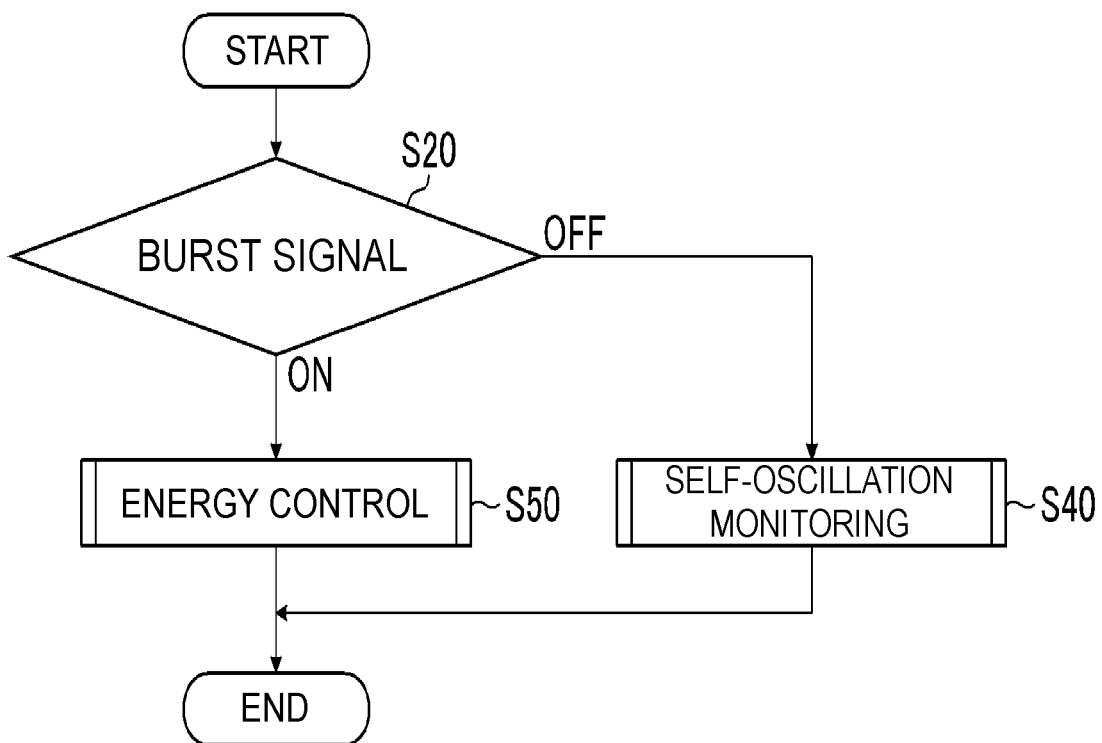 START
S20
BURST SIGNAL
OFF
ON
ENERGY CONTROL
S50
SELF-OSCILLATION
MONITORING
S40
END